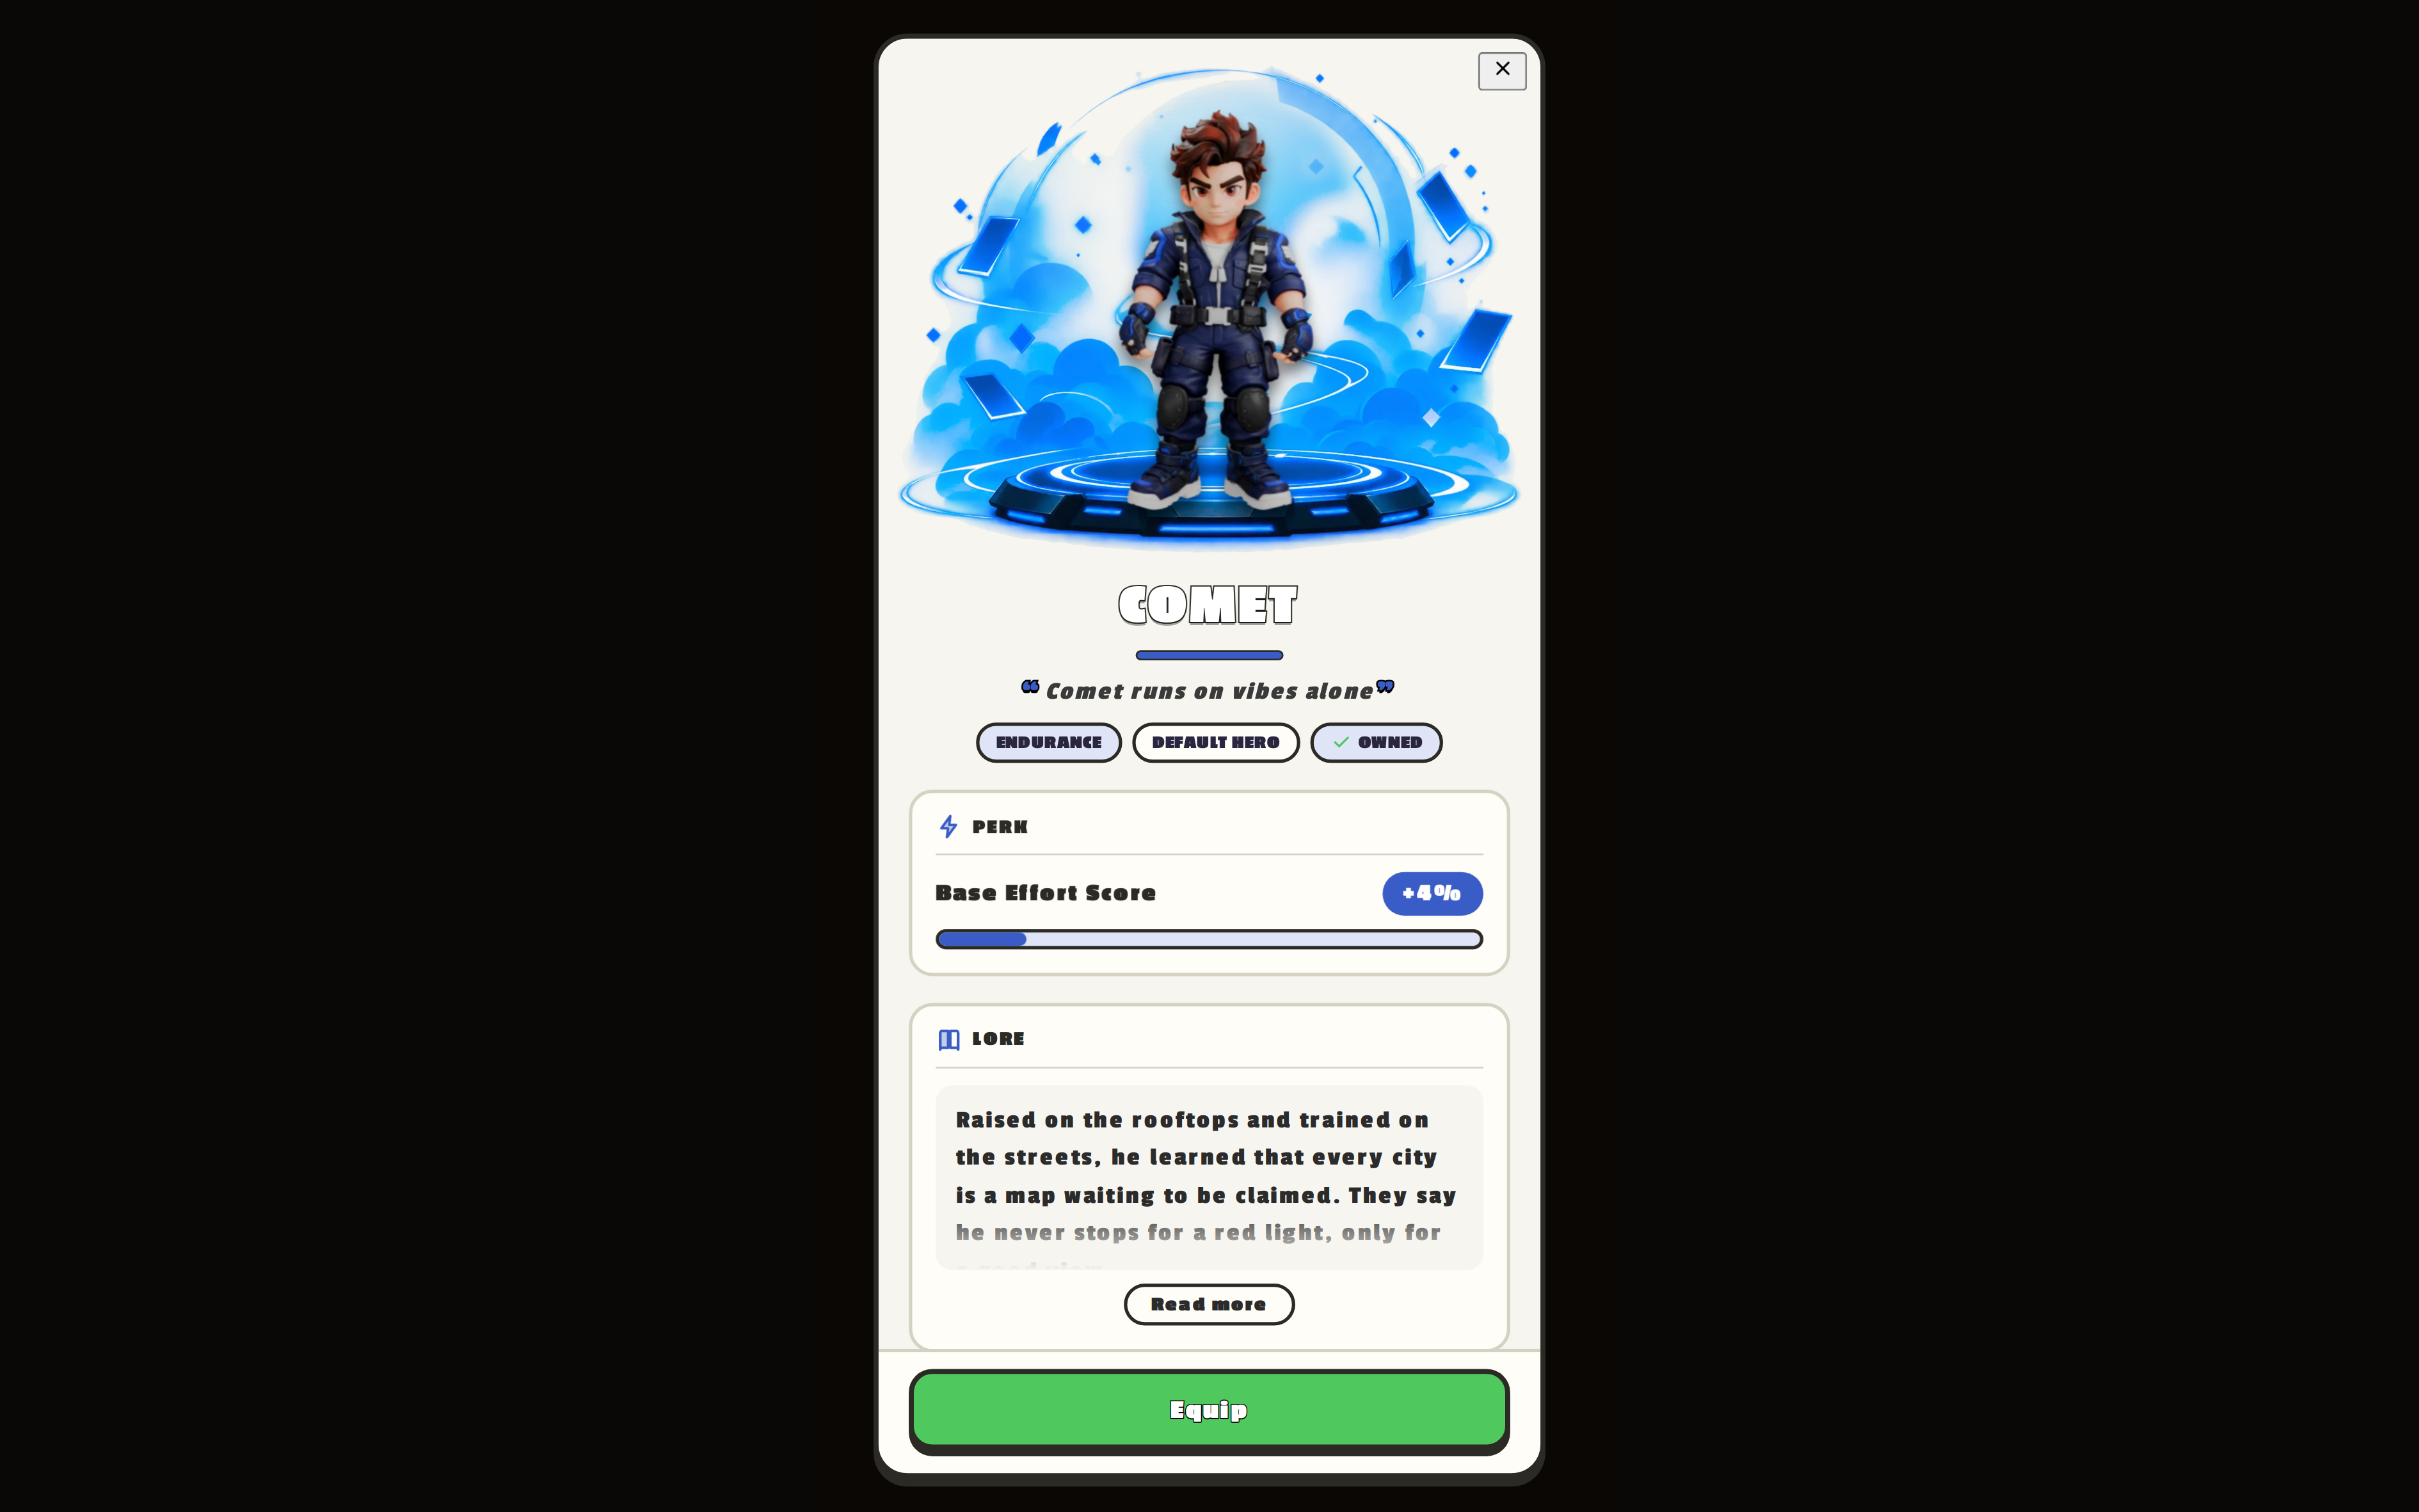 COMET
❝ Comet runs on vibes alone ❞
ENDURANCE
DEFAULT HERO
OWNED
PERK
Base Effort Score
+4%
LORE
Raised on the rooftops and trained on
the streets, he learned that every city
is a map waiting to be claimed. They say
he never stops for a red light, only for
Read more
Equip